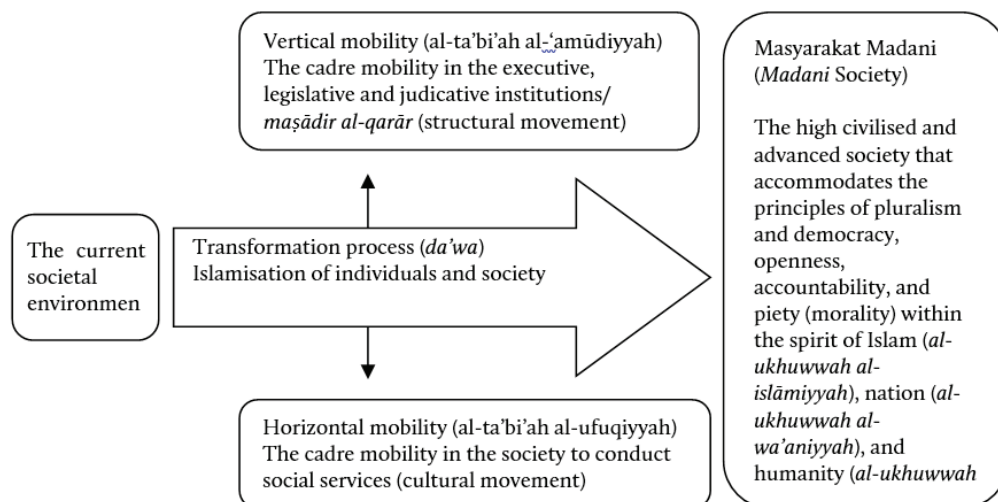 Vertical mobility (al-ta’bi’ah al-‘amūdiyyah)
The cadre mobility in the executive,
legislative and judicative institutions/
maṣādir al-qarār (structural movement)
The current
societal
environmen
Transformation process (da’wa)
Islamisation of individuals and society
Horizontal mobility (al-ta’bi’ah al-ufuqiyyah)
The cadre mobility in the society to conduct
social services (cultural movement)
Masyarakat Madani
(Madani Society)
The high civilised and
advanced society that
accommodates the
principles of pluralism
and democracy,
openness,
accountability, and
piety (morality) within
the spirit of Islam (al-
ukhuwwah al-
islāmiyyah), nation (al-
ukhuwwah al-
wa’aniyyah), and
humanity (al-ukhuwwah